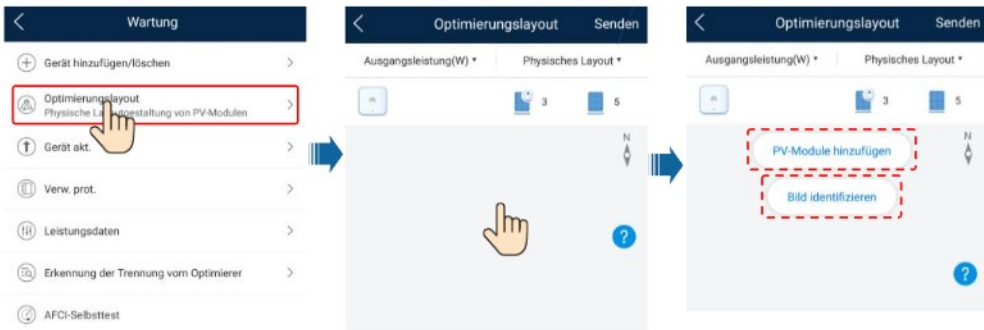 Wartung
Gerät hinzufügen/löschen
Optimierungslayout
Physische Layoutgestaltung von PV-Modulen
Gerät akt.
Verw. prot.
Leistungsdaten
Erkennung der Trennung vom Optimierer
AFCI-Selbsttest
Optimierungslayout Senden
Ausgangsleistung(W) Physisches Layout
3 5
N
?
Optimierungslayout Senden
Ausgangsleistung(W) Physisches Layout
3 5
N
PV-Module hinzufügen
Bild identifizieren
?